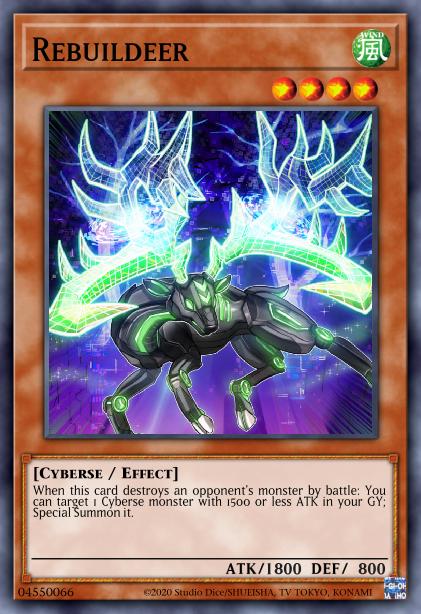 REBUILDEER
WIND
風
[CYBERSE / EFFECT]
When this card destroys an opponent's monster by battle: You
can target 1 Cyberse monster with 1500 or less ATK in your GY;
Special Summon it.
ATK/1800 DEF/ 800
04550066
©2020 Studio Dice/SHUEISHA, TV TOKYO, KONAMI